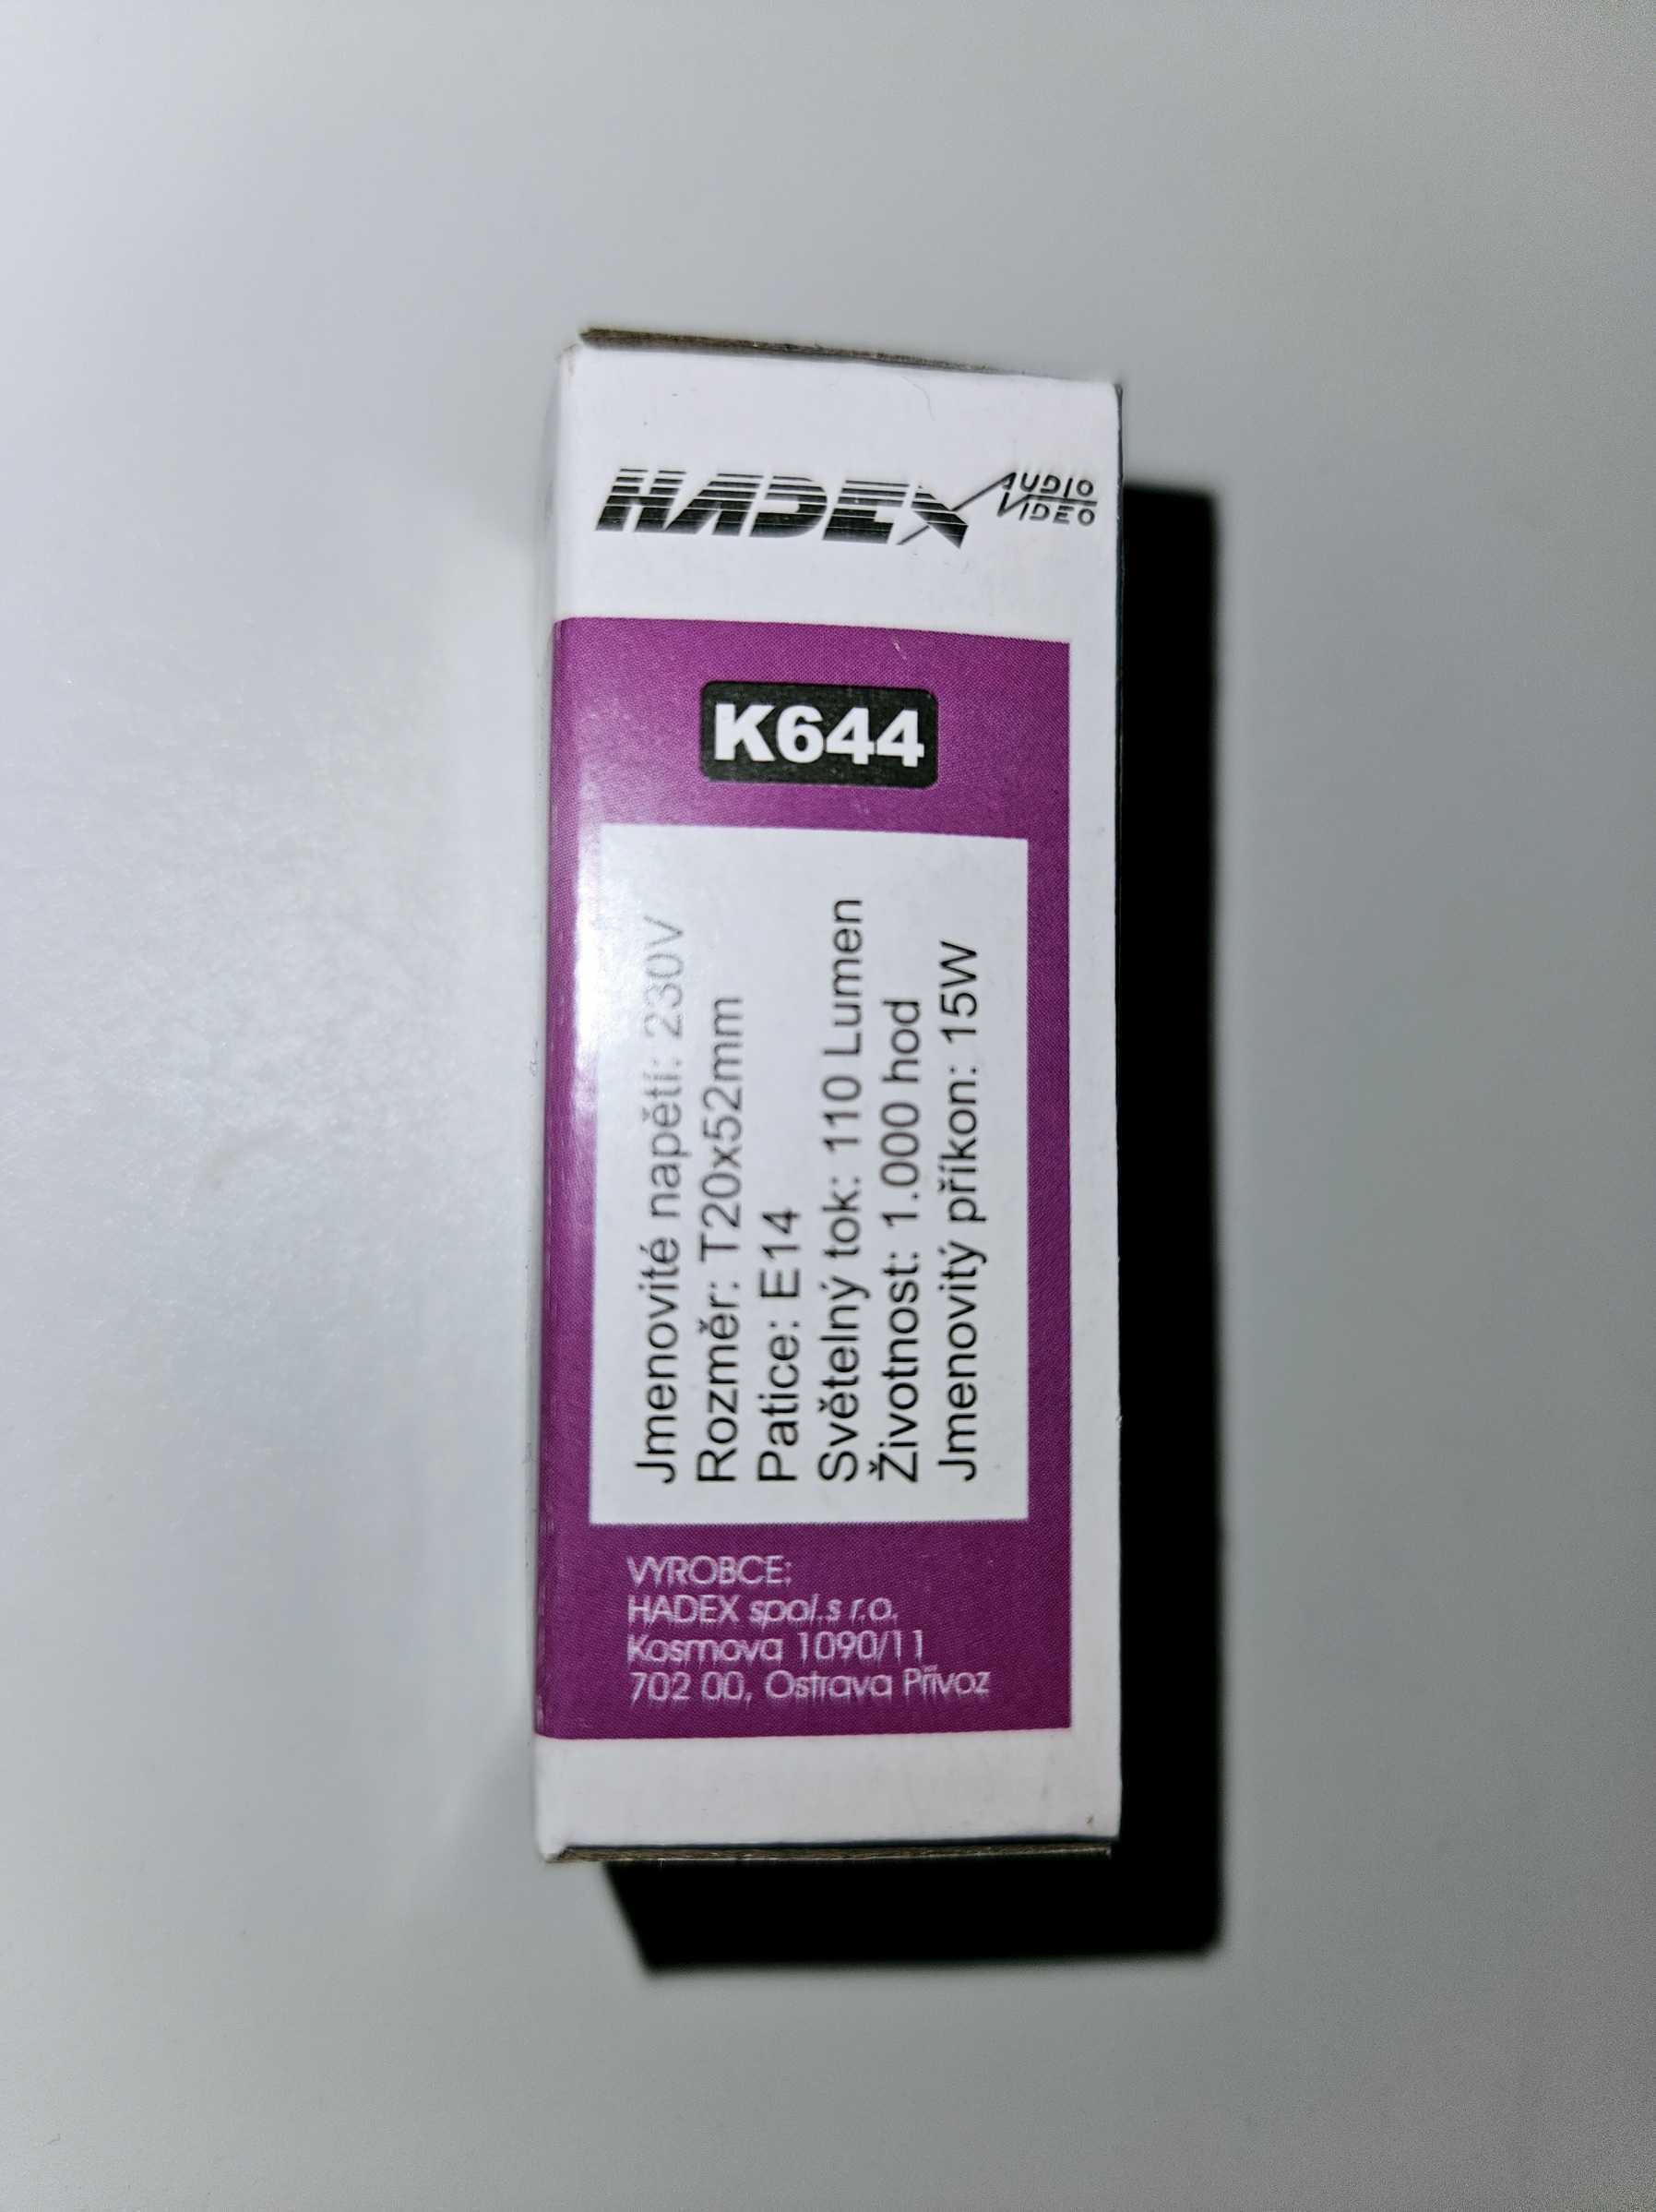 HADEX AUDIO VIDEO
K644
Jmenovité napětí: 230V
Rozměr: T20x52mm
Patice: E14
Světelný tok: 110 Lumen
Životnost: 1.000 hod
Jmenovitý příkon: 15W
VYROBCE:
HADEX spol.s r.o.
Kosmova 1090/11
702 00, Ostrava Přívoz